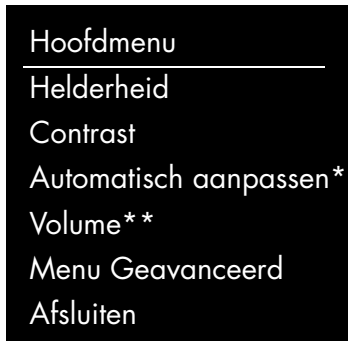 Hoofdmenu
Helderheid
Contrast
Automatisch aanpassen*
Volume**
Menu Geavanceerd
Afsluiten